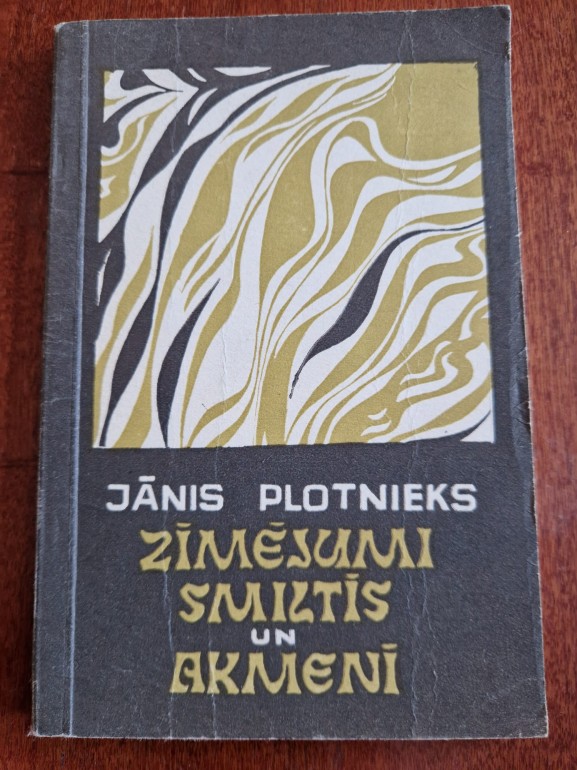 JĀNIS PLOTNIEKS
ZĪMĒJUMI
SMILTĪS
UN
AKMENĪ